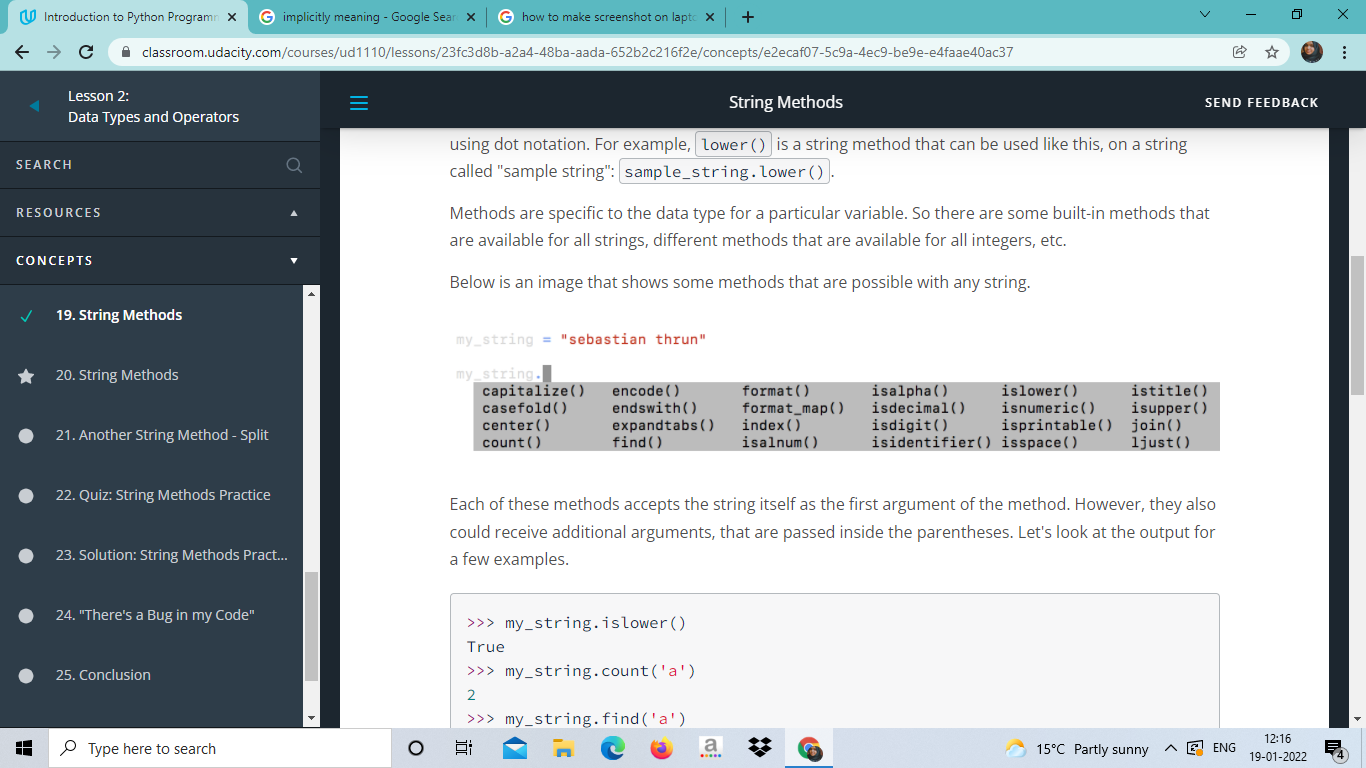 Introduction to Python Programm
implicitly meaning - Google Sear
how to make screenshot on lapto
classroom.udacity.com/courses/ud1110/lessons/23fc3d8b-a2a4-48ba-aada-652b2c216f2e/concepts/e2ecaf07-5c9a-4ec9-be9e-e4faae40ac37
Lesson 2:
Data Types and Operators
SEARCH
RESOURCES
CONCEPTS
19. String Methods
20. String Methods
21. Another String Method - Split
22. Quiz: String Methods Practice
23. Solution: String Methods Pract...
24. "There's a Bug in my Code"
25. Conclusion
String Methods
SEND FEEDBACK
using dot notation. For example, lower() is a string method that can be used like this, on a string
called "sample string": sample_string.lower().
Methods are specific to the data type for a particular variable. So there are some built-in methods that
are available for all strings, different methods that are available for all integers, etc.
Below is an image that shows some methods that are possible with any string.
my_string = "sebastian thrun"
my_string.
capitalize() encode() format() isalpha() islower() istitle()
casefold() endswith() format_map() isdecimal() isnumeric() isupper()
center() expandtabs() index() isdigit() isprintable() join()
count() find() isalnum() isidentifier() isspace() ljust()
Each of these methods accepts the string itself as the first argument of the method. However, they also
could receive additional arguments, that are passed inside the parentheses. Let's look at the output for
a few examples.
>>> my_string.islower()
True
>>> my_string.count('a')
2
>>> my_string.find('a')
Type here to search
15°C Partly sunny
ENG
12:16
19-01-2022
4